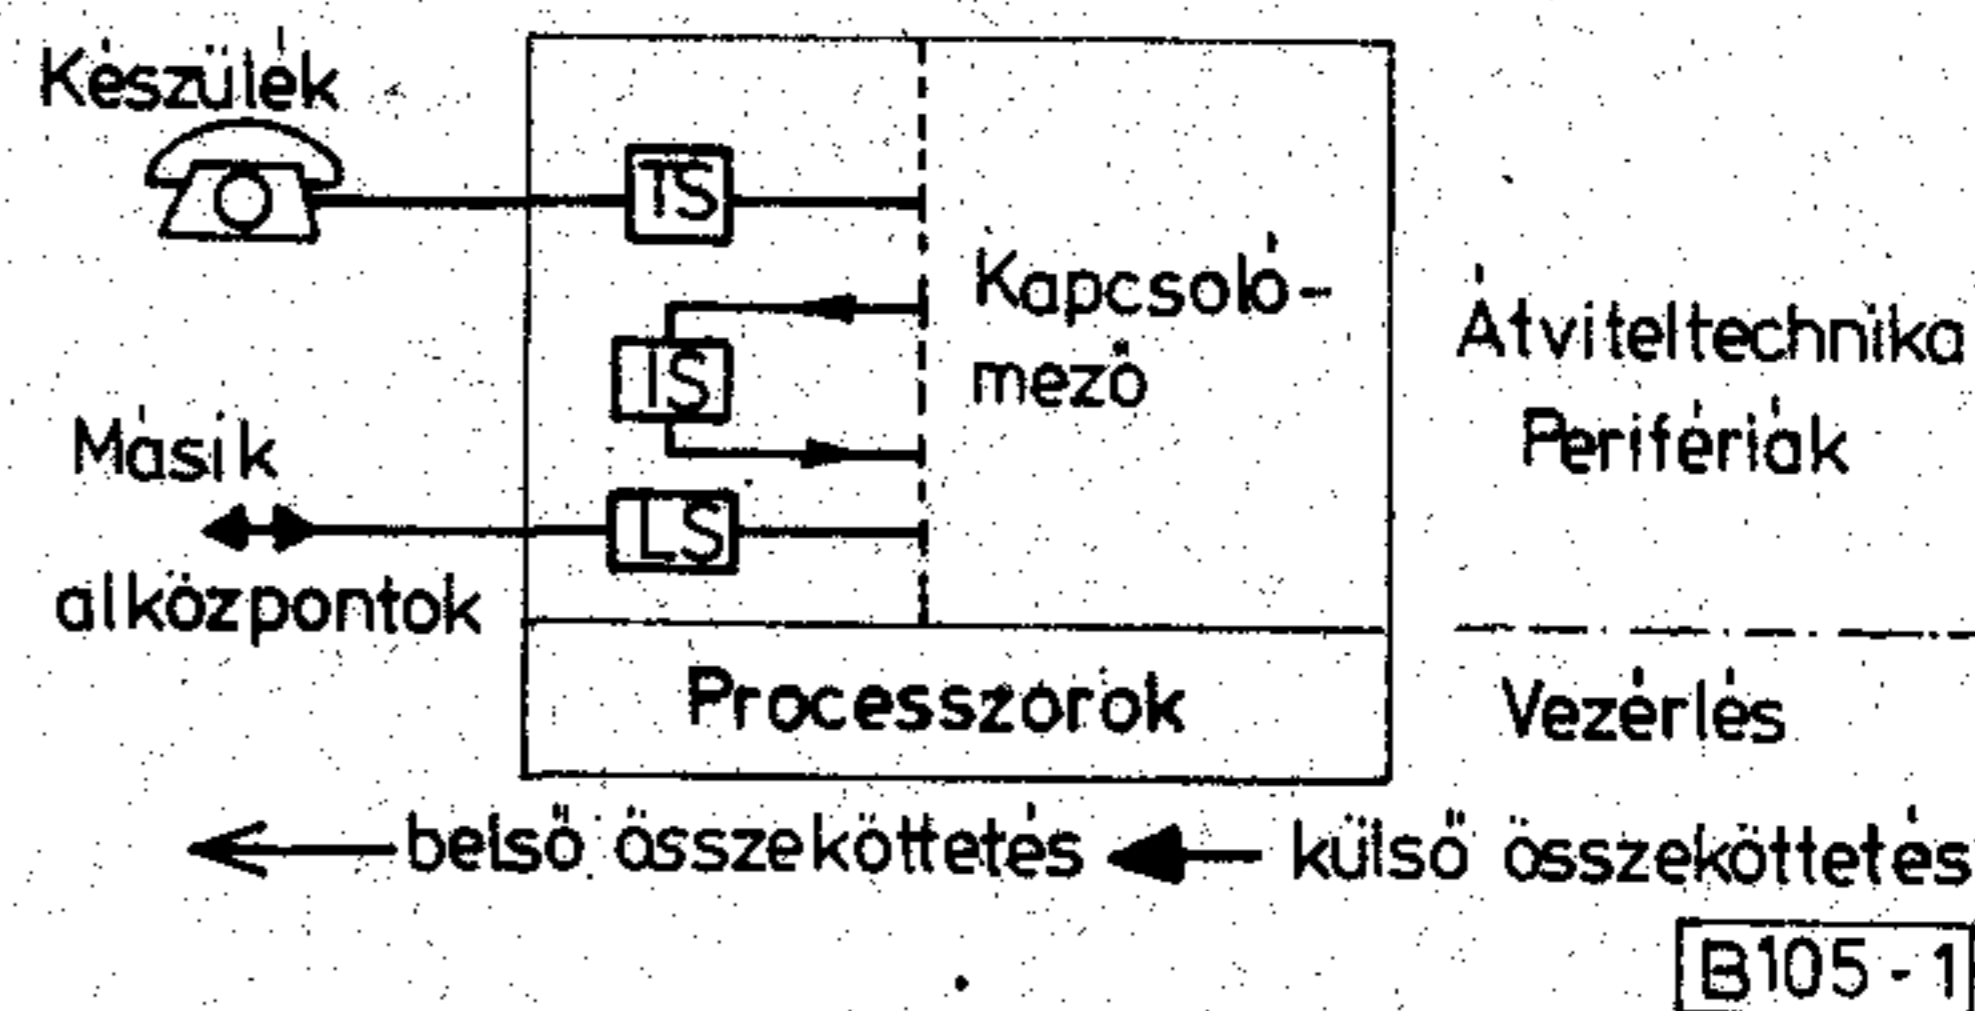 Készülék
TS
Kapcsoló-
mező
IS
Átviteltechnika
Perifériák
Másik
LS
alközpontok
Processzorok
Vezérlés
belső összeköttetés
külső összeköttetés
B105-1